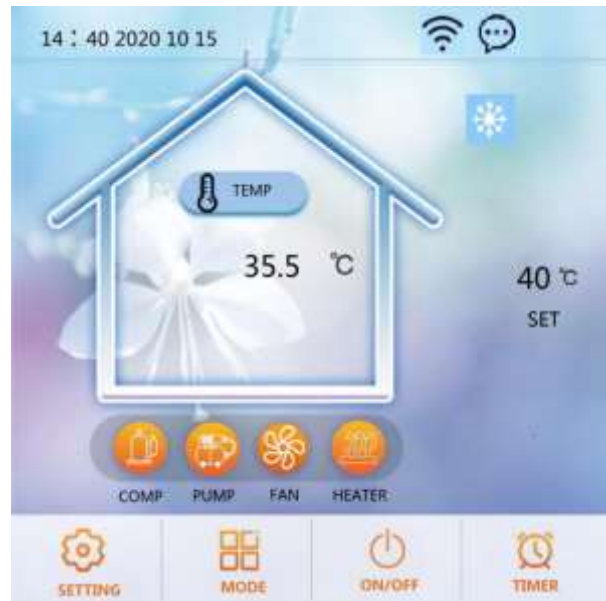 14：40 2020 10 15
TEMP
35.5 ℃
40 ℃
SET
COMP PUMP FAN HEATER
SETTING MODE ON/OFF TIMER